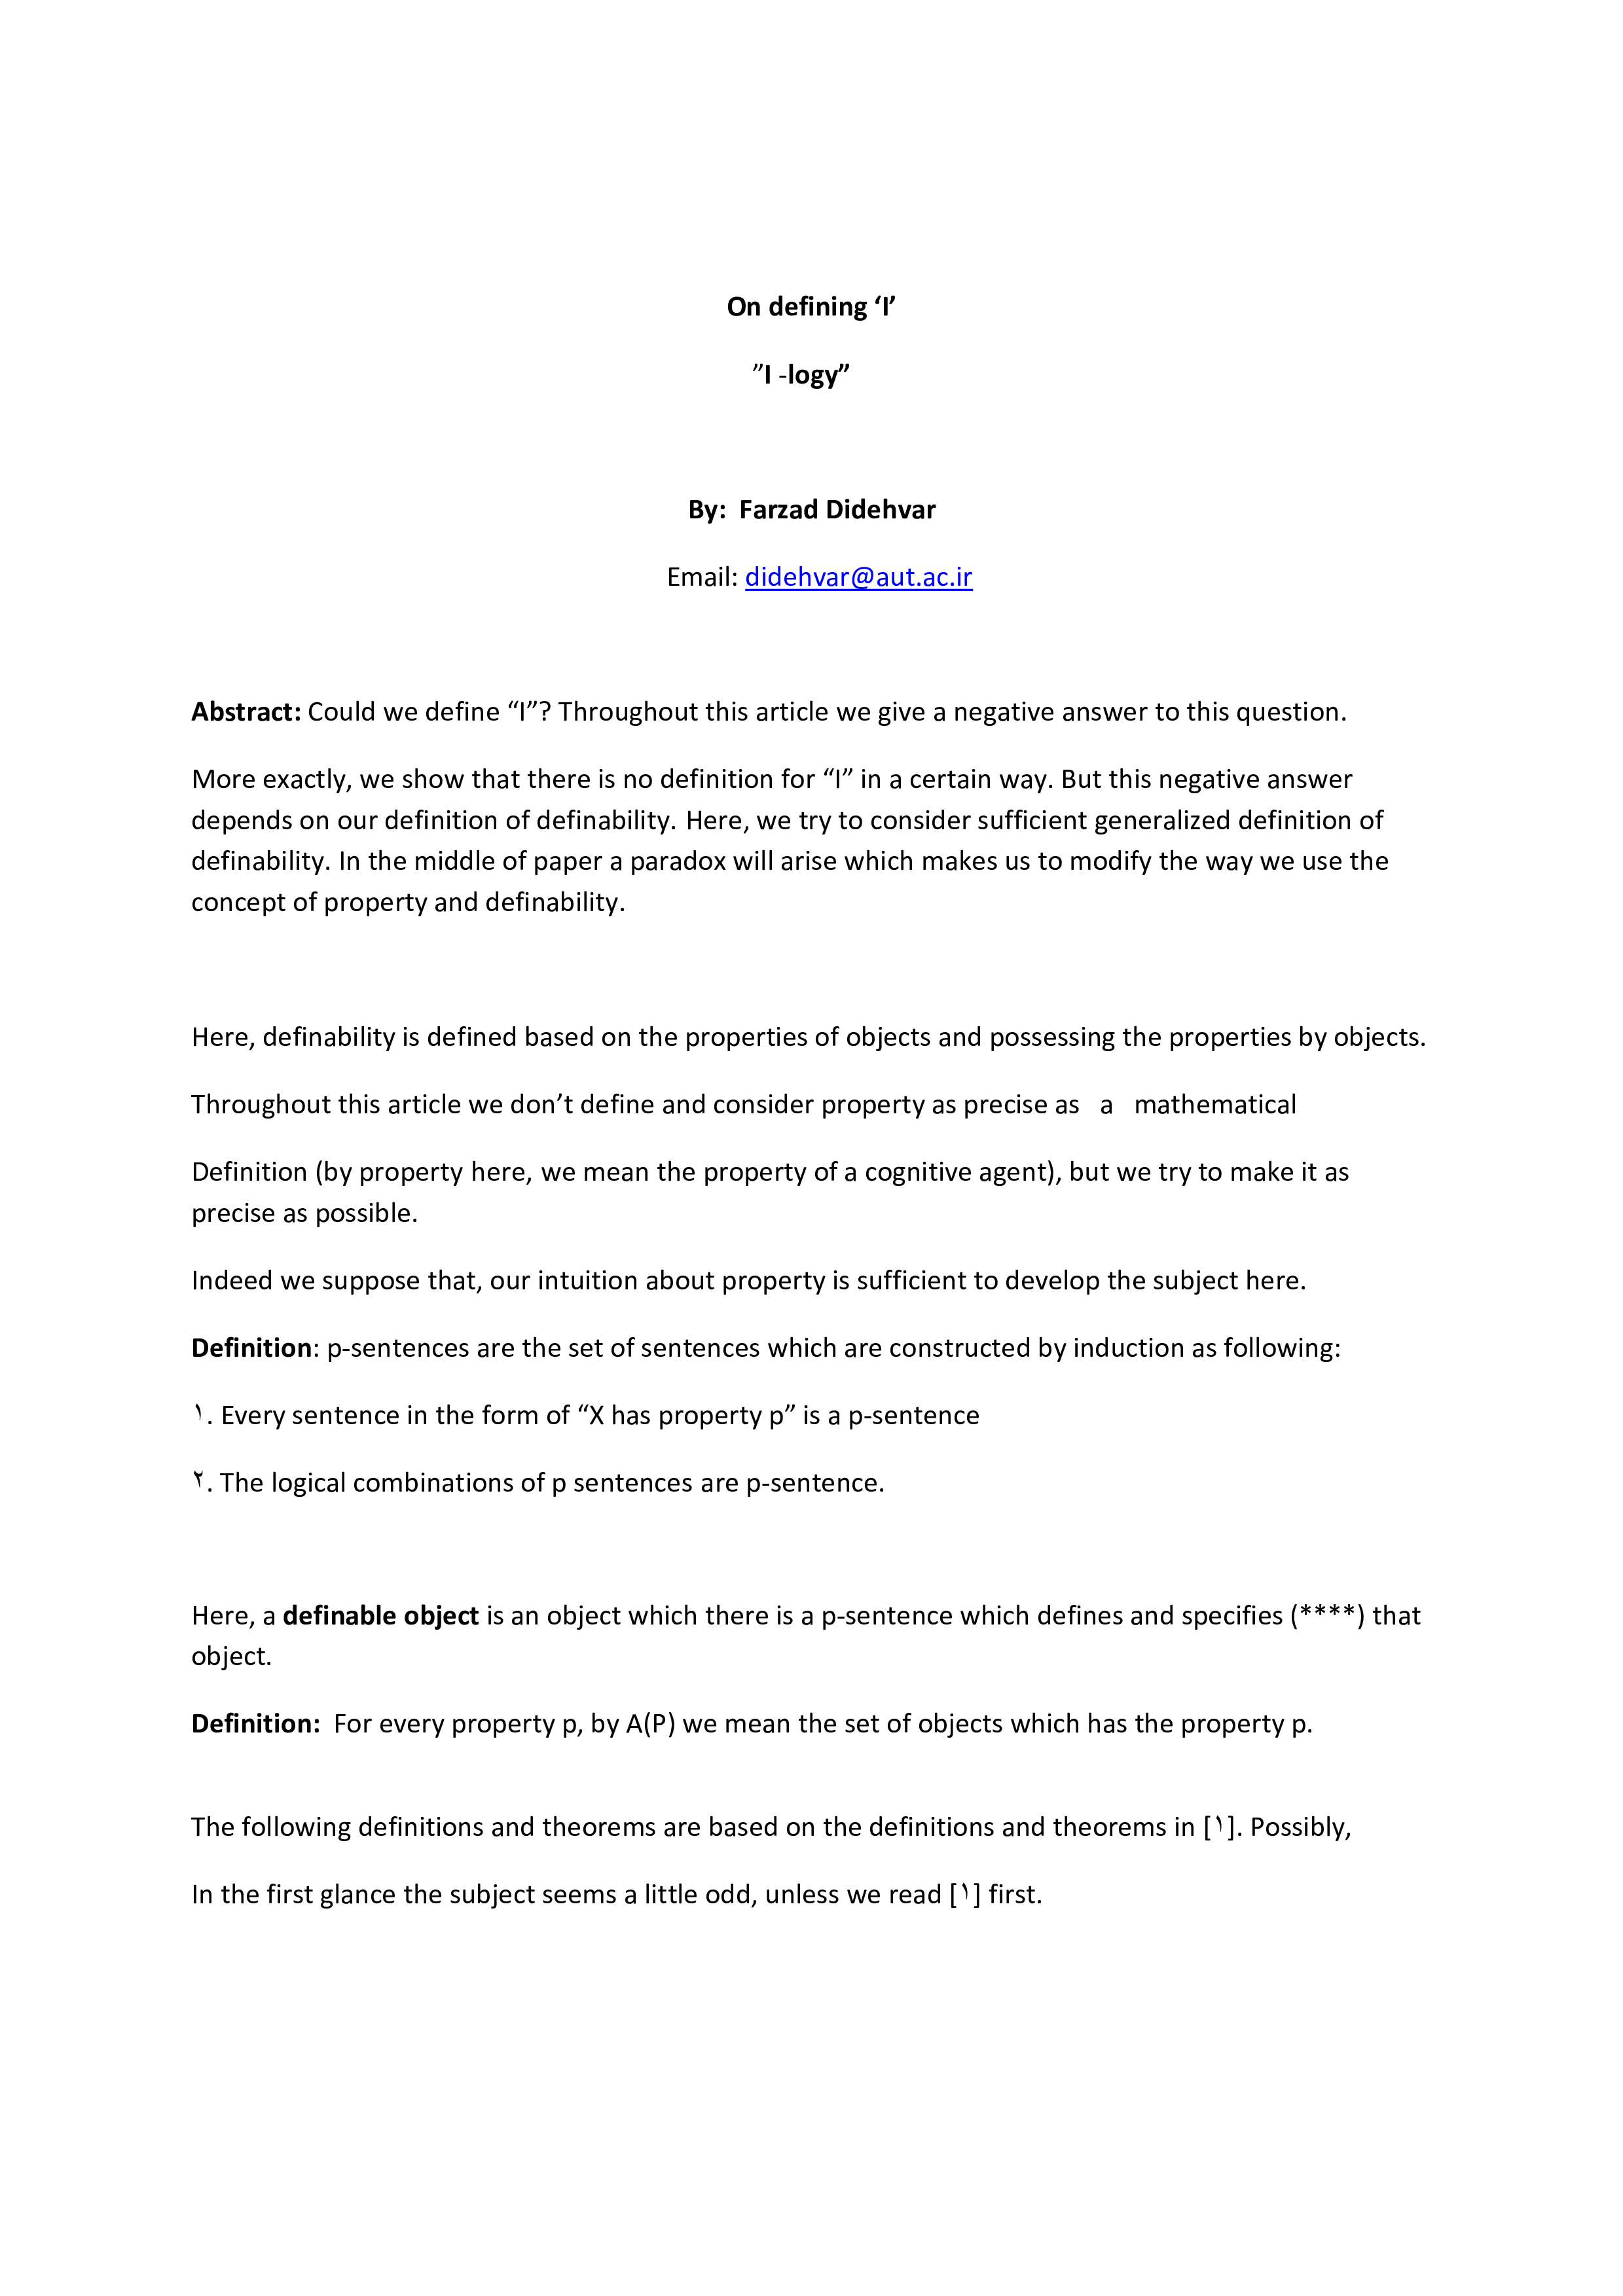 On defining ‘I’
”I -logy”
By:  Farzad Didehvar
Email: didehvar@aut.ac.ir
Abstract: Could we define “I”? Throughout this article we give a negative answer to this question.
More exactly, we show that there is no definition for “I” in a certain way. But this negative answer
depends on our definition of definability. Here, we try to consider sufficient generalized definition of
definability. In the middle of paper a paradox will arise which makes us to modify the way we use the
concept of property and definability.
Here, definability is defined based on the properties of objects and possessing the properties by objects.
Throughout this article we don’t define and consider property as precise as   a   mathematical
Definition (by property here, we mean the property of a cognitive agent), but we try to make it as
precise as possible.
Indeed we suppose that, our intuition about property is sufficient to develop the subject here.
Definition: p-sentences are the set of sentences which are constructed by induction as following:
۱. Every sentence in the form of “X has property p” is a p-sentence
۲. The logical combinations of p sentences are p-sentence.
Here, a definable object is an object which there is a p-sentence which defines and specifies (****) that
object.
Definition:  For every property p, by A(P) we mean the set of objects which has the property p.
The following definitions and theorems are based on the definitions and theorems in [۱]. Possibly,
In the first glance the subject seems a little odd, unless we read [۱] first.